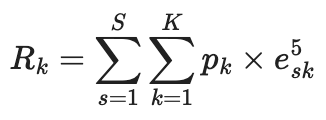 R_k = \sum_{s=1}^{S} \sum_{k=1}^{K} p_k \times e_{sk}^{5}